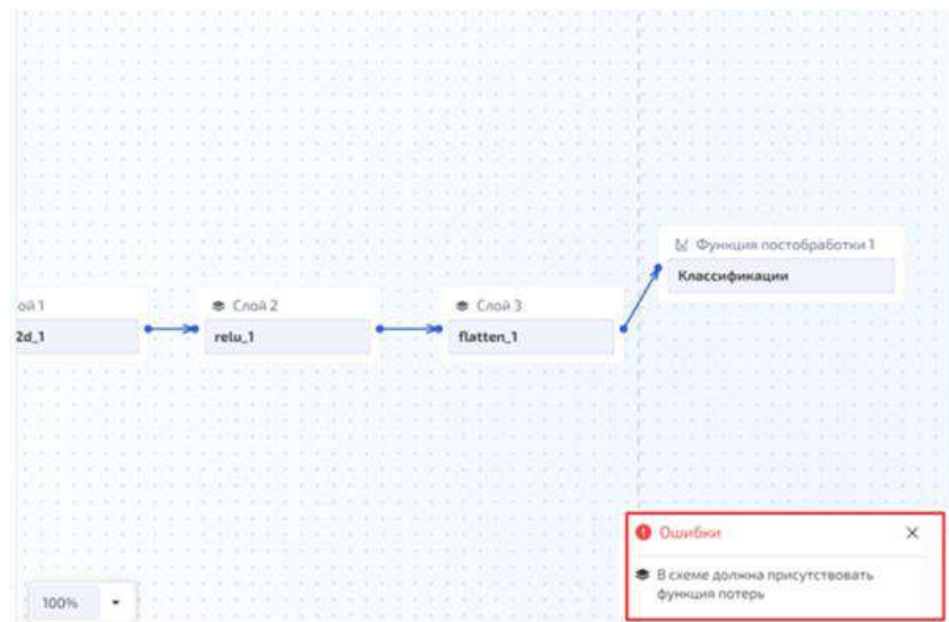 Функция постобработки 1
Классификации
ой 1
Слой 2
Слой 3
2d_1
relu_1
flatten_1
Ошибки
В схеме должна присутствовать
функция потерь
100%